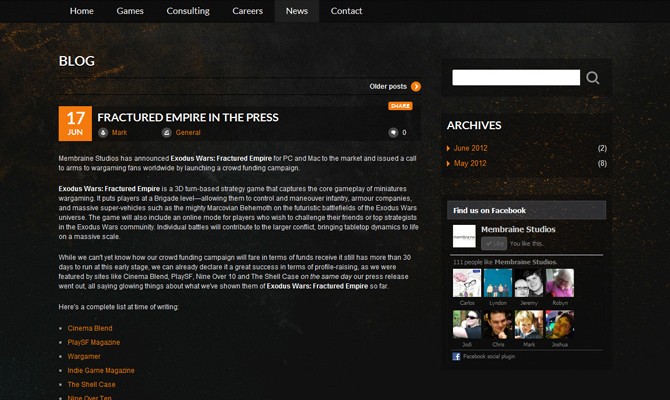 Home Games Consulting Careers News Contact
BLOG
Older posts
SHARE
17
JUN
FRACTURED EMPIRE IN THE PRESS
Mark General 0
Membraine Studios has announced Exodus Wars: Fractured Empire for PC and Mac to the market and issued a call
to arms to wargaming fans worldwide by launching a crowd funding campaign.
Exodus Wars: Fractured Empire is a 3D turn-based strategy game that captures the core gameplay of miniatures
wargaming. It puts players at a Brigade level—allowing them to control and maneouver infantry, armour companies,
and massive super-vehicles such as the mighty Marcovian Behemoth on the futuristic battlefields of the Exodus Wars
universe. The game will also include an online mode for players who wish to challenge their friends or top strategists
in the Exodus Wars community. Individual battles will contribute to the larger conflict, bringing tabletop dynamics to life
on a massive scale.
While we can't yet know how our crowd funding campaign will fare in terms of funds receive it still has more than 30
days to run at this early stage, we can already declare it a great success in terms of profile-raising, as we were
featured by sites like Cinema Blend, PlaySF, Nine Over 10 and The Shell Case on the same day our press release
went out, all saying glowing things about what we've shown them of Exodus Wars: Fractured Empire so far.
Here's a complete list at time of writing:
Cinema Blend
PlaySF Magazine
Wargamer
Indie Game Magazine
The Shell Case
Nine Over Ten
ARCHIVES
June 2012 (2)
May 2012 (8)
Find us on Facebook
Membraine Studios
Like You like this.
111 people like Membraine Studios.
Carlos Lyndon Jeremy Robyn
Jodi Chris Mark Joshua
Facebook social plugin